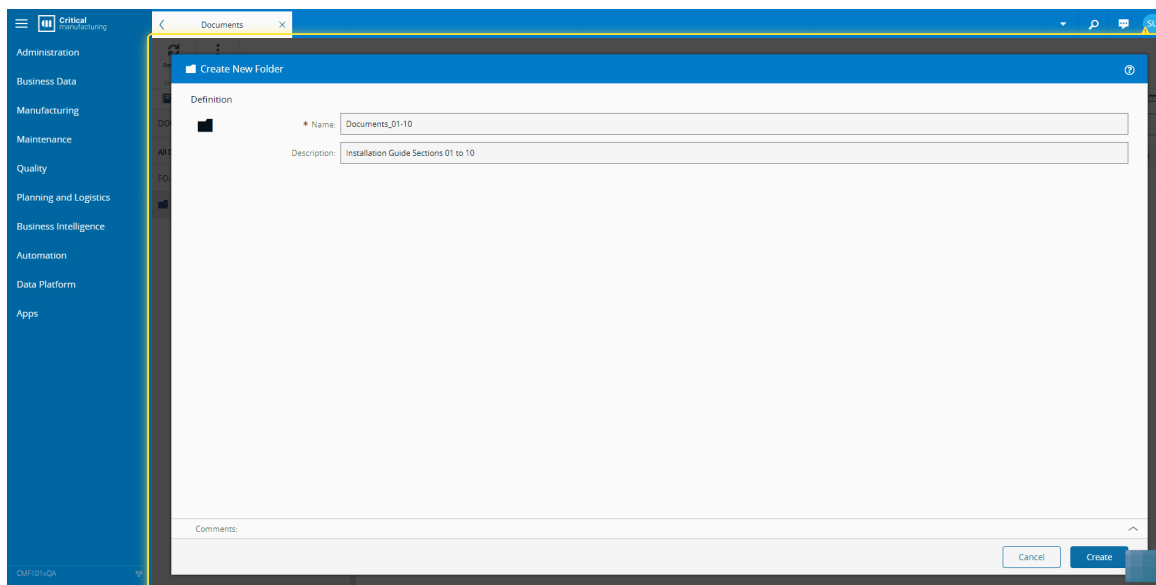 Critical
manufacturing
Documents
SU
Administration
Business Data
Manufacturing
Maintenance
Quality
Planning and Logistics
Business Intelligence
Automation
Data Platform
Apps
CMF101xQA
Create New Folder
Definition
* Name: Documents_01-10
Description: Installation Guide Sections 01 to 10
Comments:
Cancel
Create